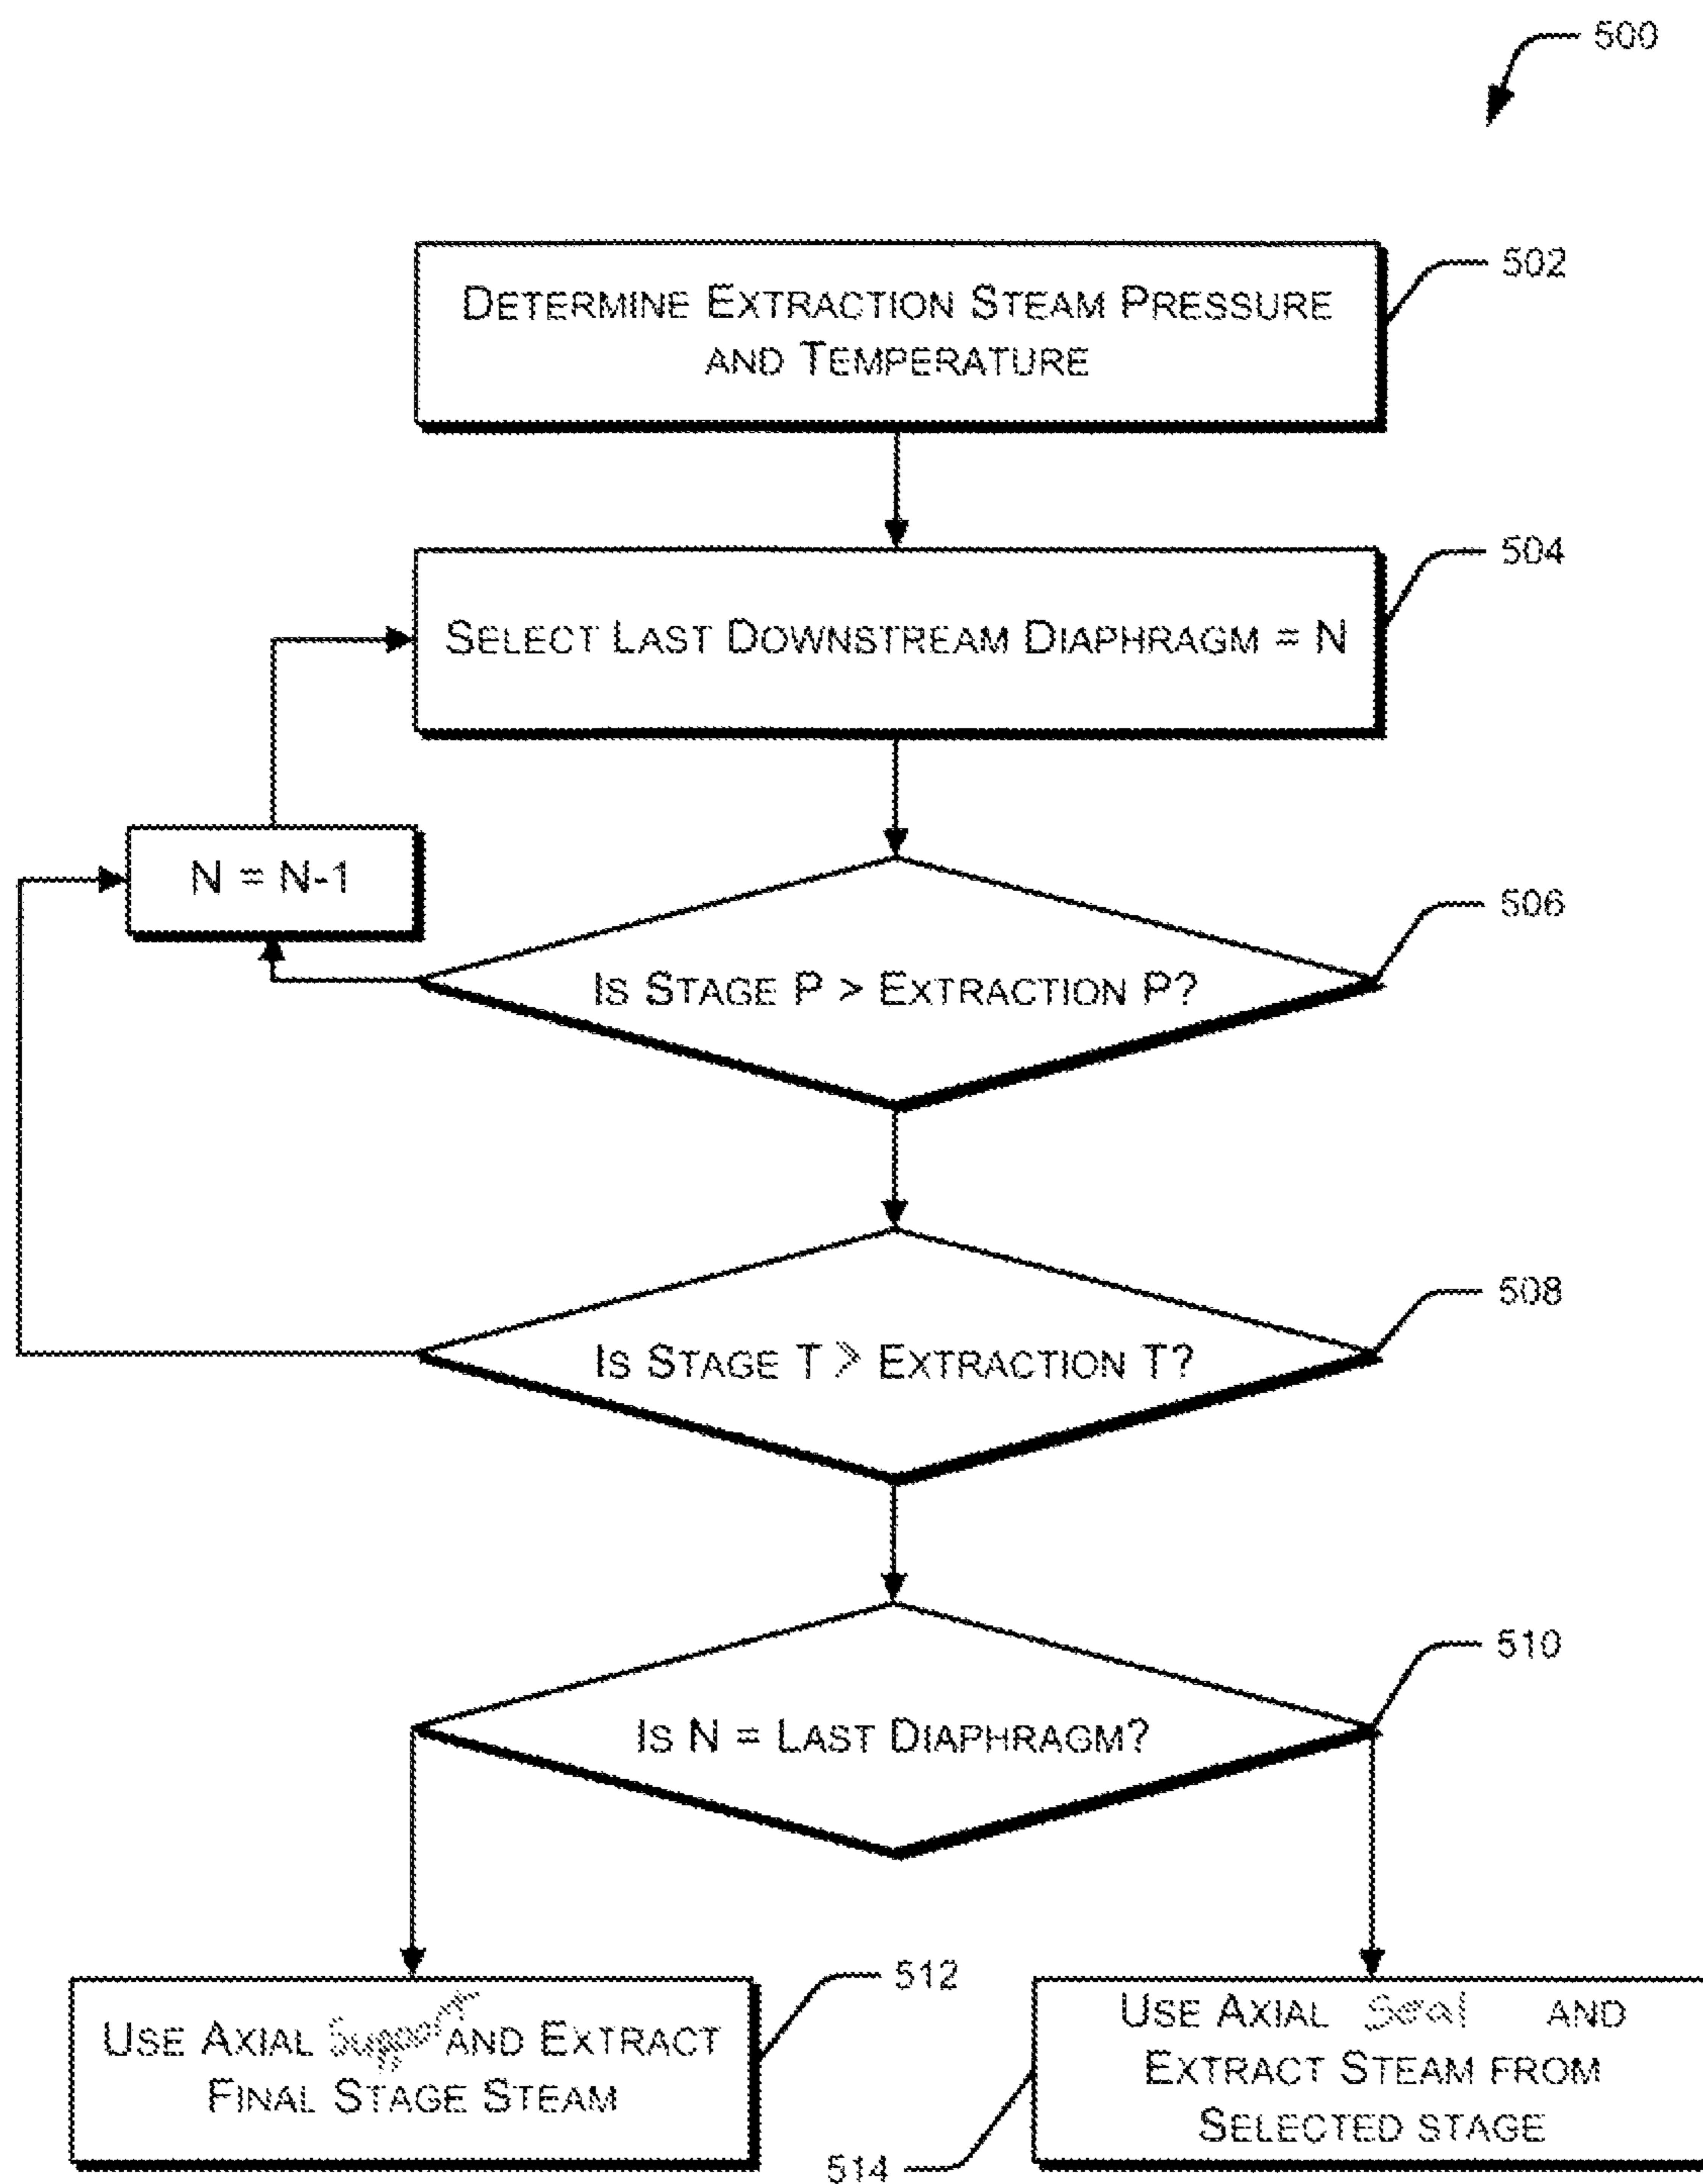 500
DETERMINE EXTRACTION STEAM PRESSURE
AND TEMPERATURE
502
SELECT LAST DOWNSTREAM DIAPHRAGM = N
504
N = N-1
IS STAGE P > EXTRACTION P?
506
IS STAGE T > EXTRACTION T?
508
IS N = LAST DIAPHRAGM?
510
USE AXIAL Support AND EXTRACT
FINAL STAGE STEAM
512
USE AXIAL Seal AND
EXTRACT STEAM FROM
SELECTED STAGE
514